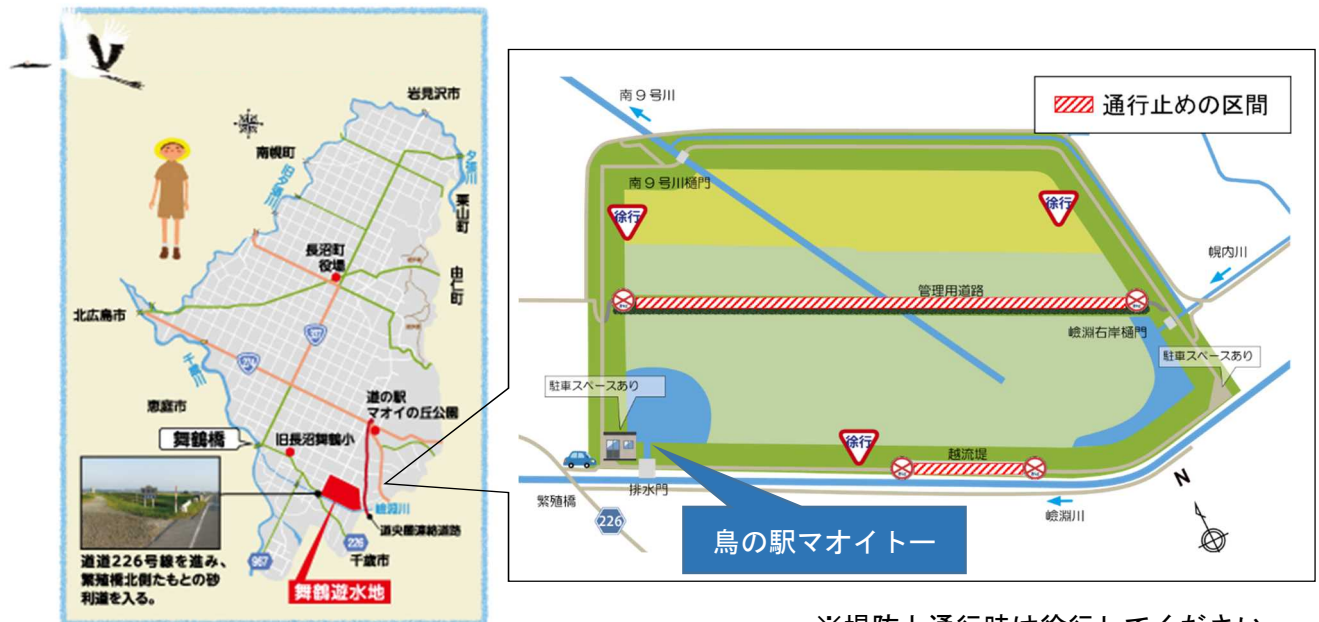 岩見沢市
南幌町
夕張川
旧夕張川
栗山町
長沼町
役場
由仁町
北広島市
337
274
千歳川
道の駅
マオイの丘公園
恵庭市
舞鶴橋
旧長沼舞鶴小
嶮淵川
道央圏連絡道路
226
967
千歳市
舞鶴遊水地
道道226号線を進み、
繁殖橋北側たもとの砂
利道を入る。
通行止めの区間
南9号川
南9号川樋門
徐行
徐行
幌内川
管理用道路
嶮淵右岸樋門
駐車スペースあり
駐車スペースあり
徐行
越流堤
排水門
繁殖橋
226
嶮淵川
N
鳥の駅マオイトー
※堤防上通行時は徐行してください